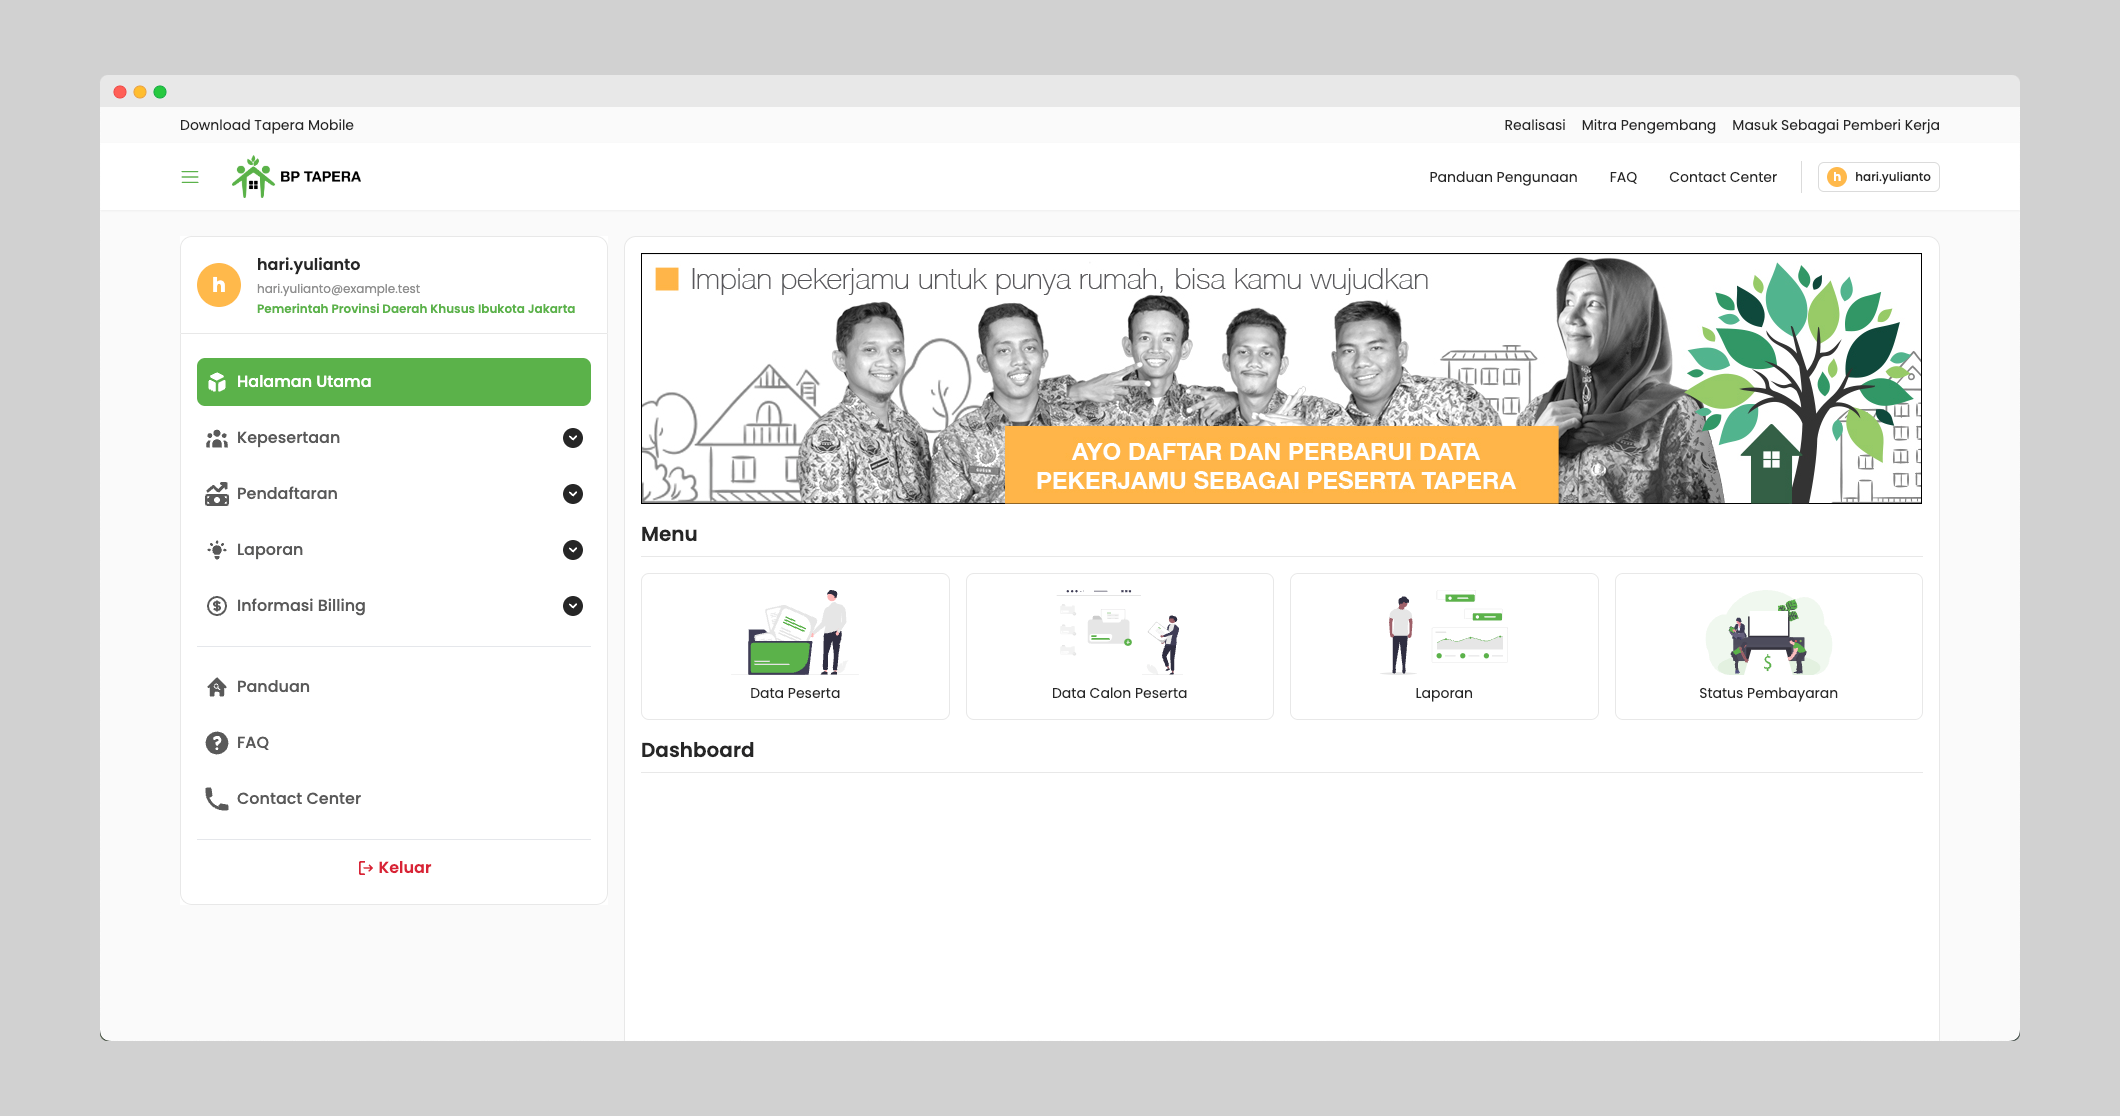 Download Tapera Mobile
Realisasi
Mitra Pengembang
Masuk Sebagai Pemberi Kerja
BP TAPERA
Panduan Pengunaan
FAQ
Contact Center
h
hari.yulianto
h
hari.yulianto
hari.yulianto@example.test
Pemerintah Provinsi Daerah Khusus Ibukota Jakarta
Halaman Utama
Kepesertaan
Pendaftaran
Laporan
Informasi Billing
Panduan
FAQ
Contact Center
Keluar
Impian pekerjamu untuk punya rumah, bisa kamu wujudkan
AYO DAFTAR DAN PERBARUI DATA
PEKERJAMU SEBAGAI PESERTA TAPERA
Menu
Data Peserta
Data Calon Peserta
Laporan
Status Pembayaran
Dashboard